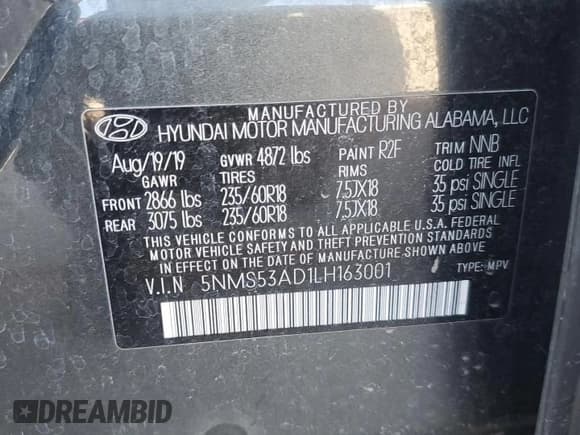 MANUFACTURED BY
HYUNDAI MOTOR MANUFACTURING ALABAMA, LLC
Aug/19/19 GVWR 4872 lbs PAINT R2F TRIM NNB
GAWR TIRES RIMS COLD TIRE INFL
FRONT 2866 lbs 235/60R18 7.5JX18 35 psi SINGLE
REAR 3075 lbs 235/60R18 7.5JX18 35 psi SINGLE
THIS VEHICLE CONFORMS TO ALL APPLICABLE U.S.A. FEDERAL
MOTOR VEHICLE SAFETY AND THEFT PREVENTION STANDARDS
IN EFFECT ON THE DATE OF MANUFACTURE SHOWN ABOVE
V.I.N 5NMS53AD1LH163001 TYPE: MPV
DREAMBID